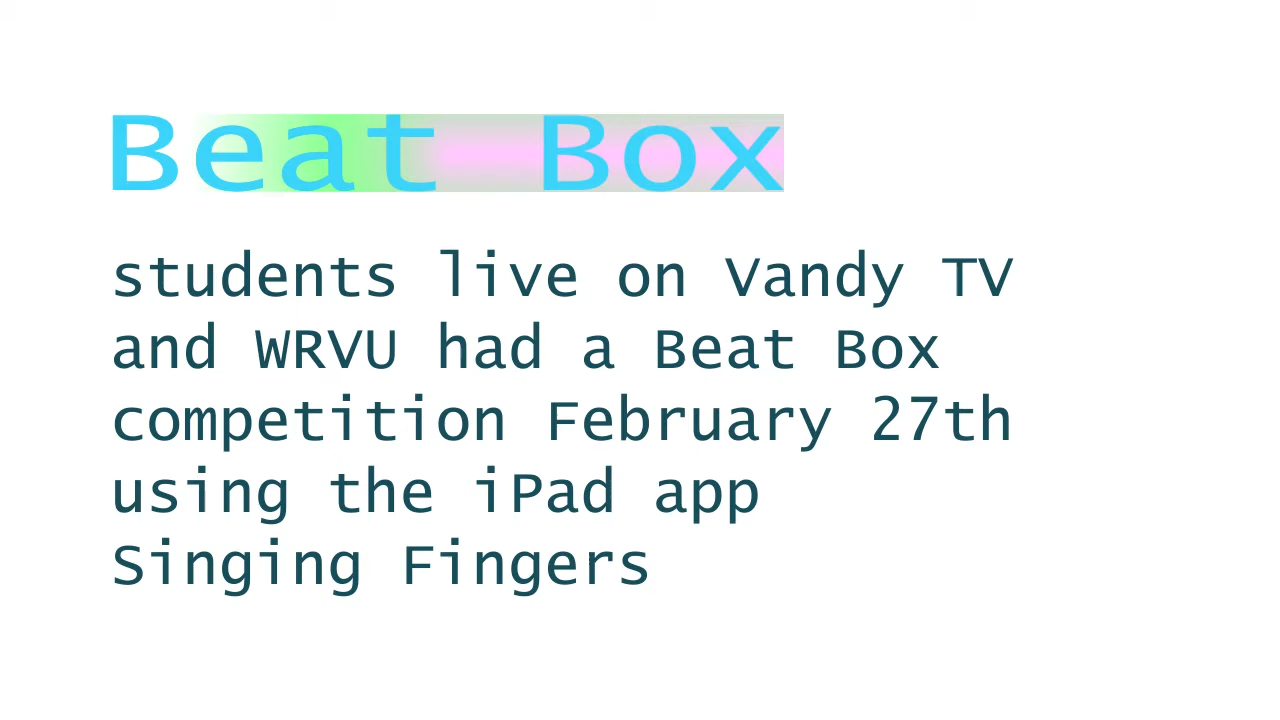 Beat Box
students live on Vandy TV
and WRVU had a Beat Box
competition February 27th
using the iPad app
Singing Fingers